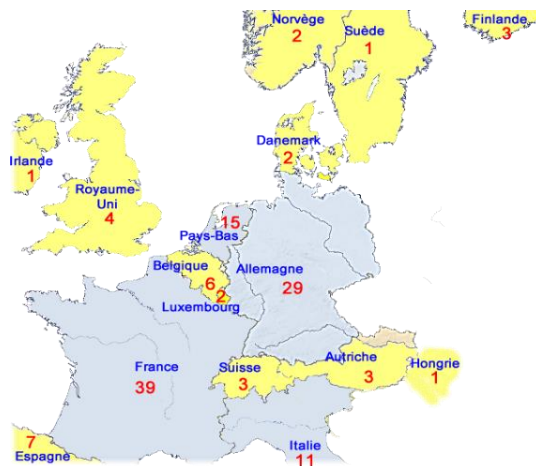 Norvège
2
Suède
1
Finlande
3
Danemark
2
Irlande
1
Royaume-
Uni
4
15
Pays-Bas
Belgique
6
Allemagne
29
2
Luxembourg
France
39
Suisse
3
Autriche
3
Hongrie
1
7
Espagne
Italie
11